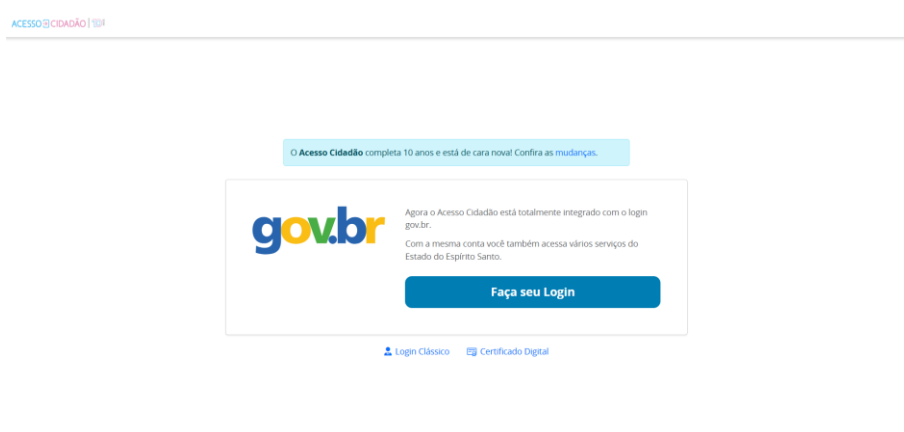 ACESSO CIDADÃO
O Acesso Cidadão completa 10 anos e está de cara nova! Confira as mudanças.
gov.br
Agora o Acesso Cidadão está totalmente integrado com o login
gov.br.
Com a mesma conta você também acessa vários serviços do
Estado do Espírito Santo.
Faça seu Login
Login Clássico
Certificado Digital